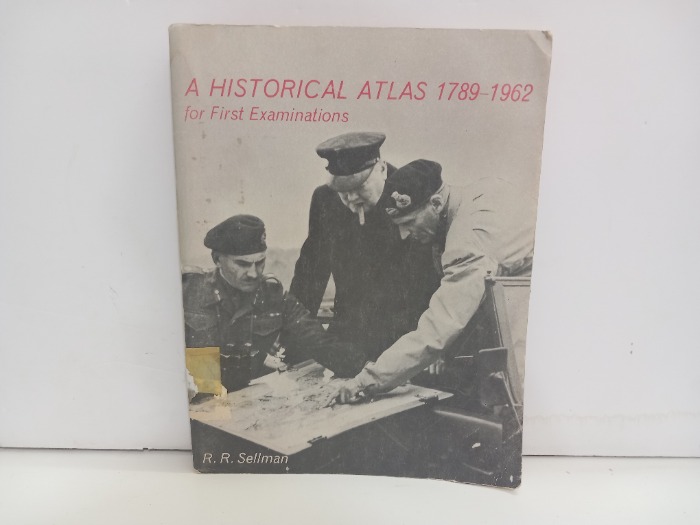 A HISTORICAL ATLAS 1789-1962
for First Examinations
R. R. Sellman